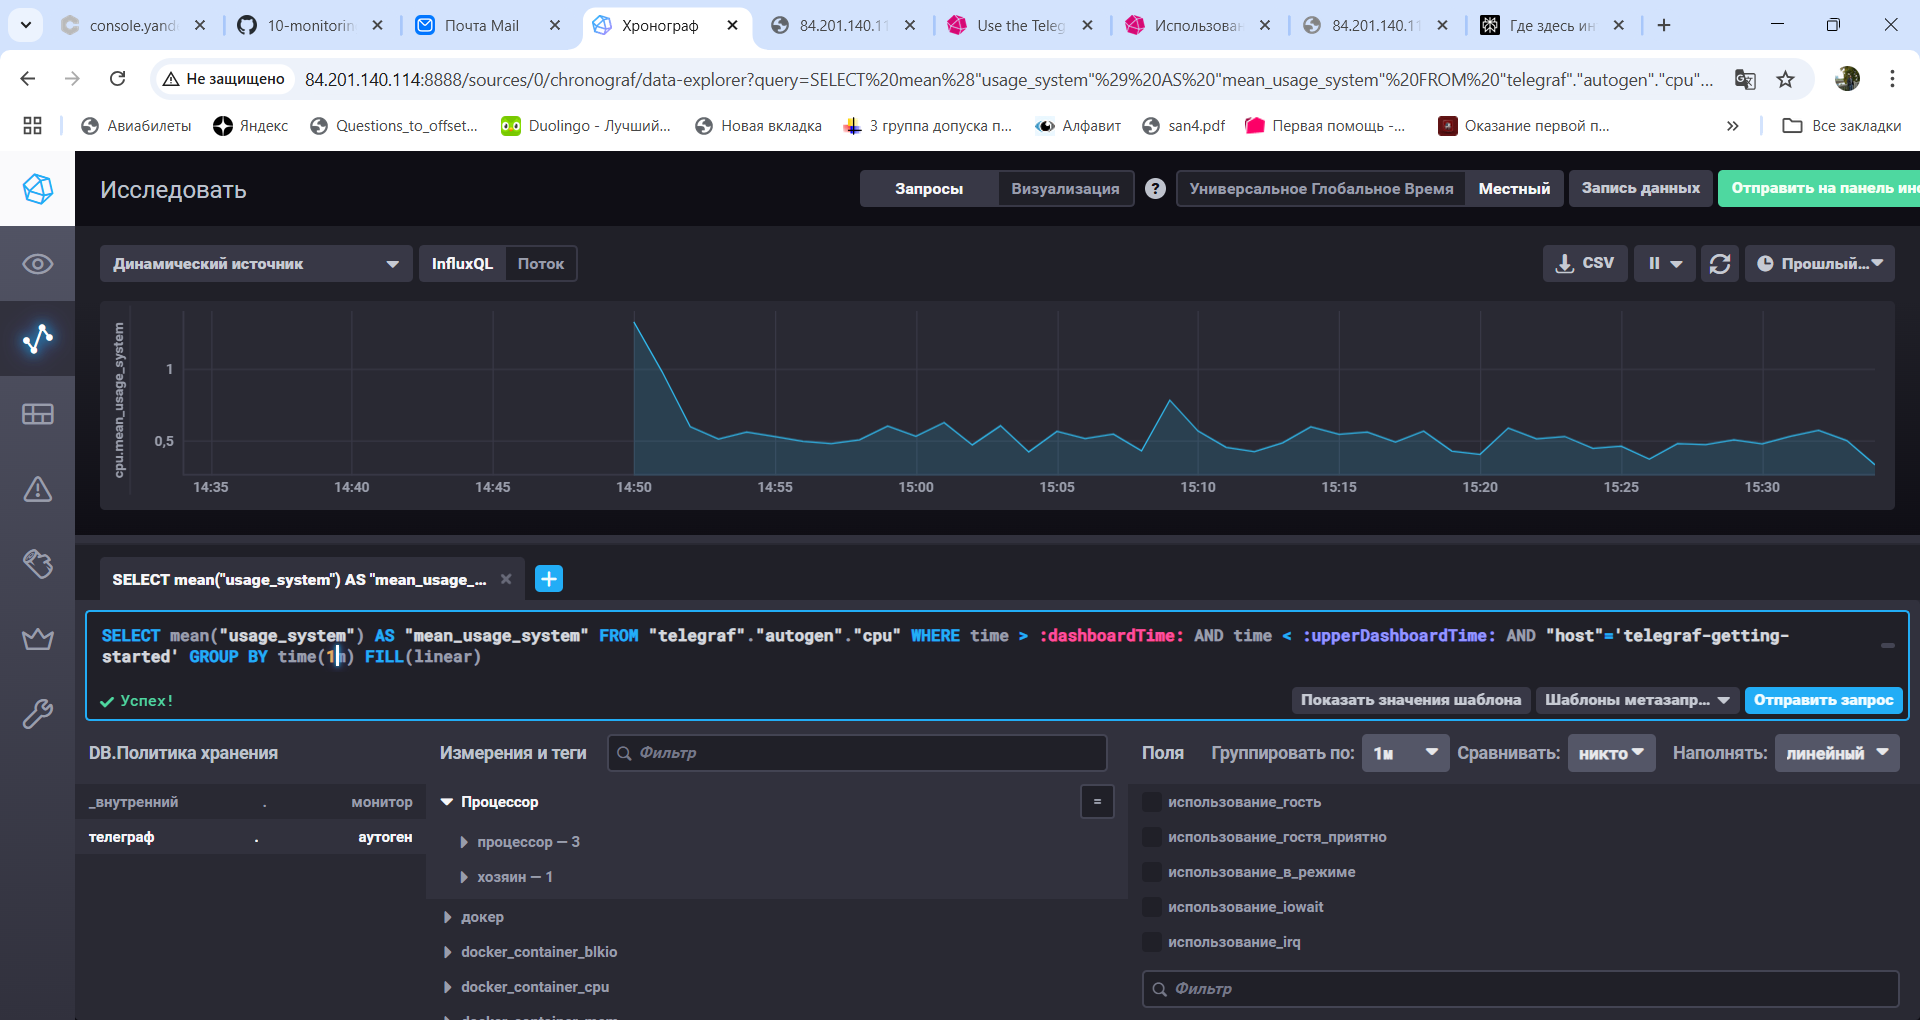 console.yand
10-monitorin
Почта Mail
Хронограф
84.201.140.11
Use the Teleg
Использован
84.201.140.11
Где здесь ин
Не защищено
84.201.140.114:8888/sources/0/chronograf/data-explorer?query=SELECT%20mean%28"usage_system"%29%20AS%20"mean_usage_system"%20FROM%20"telegraf"."autogen"."cpu"...
Авиабилеты
Яндекс
Questions_to_offset...
Duolingo - Лучший...
Новая вкладка
3 группа допуска п...
Алфавит
san4.pdf
Первая помощь -...
Оказание первой п...
Все закладки
Исследовать
Запросы
Визуализация
?
Универсальное Глобальное Время
Местный
Запись данных
Отправить на панель инс
Динамический источник
InfluxQL
Поток
CSV
Прошлый...
cpu.mean_usage_system
1
0,5
14:35 14:40 14:45 14:50 14:55 15:00 15:05 15:10 15:15 15:20 15:25 15:30
SELECT mean("usage_system") AS "mean_usage_...
SELECT mean("usage_system") AS "mean_usage_system" FROM "telegraf"."autogen"."cpu" WHERE time > :dashboardTime: AND time < :upperDashboardTime: AND "host"='telegraf-getting-
started' GROUP BY time(1m) FILL(linear)
Успех!
Показать значения шаблона
Шаблоны метазапр...
Отправить запрос
DB.Политика хранения
Измерения и теги
Фильтр
Поля
Группировать по:
1м
Сравнивать:
никто
Наполнять:
линейный
_внутренний . монитор
телеграф . аутоген
Процессор
=
процессор — 3
хозяин — 1
докер
docker_container_blkio
docker_container_cpu
использование_гость
использование_гостя_приятно
использование_в_режиме
использование_iowait
использование_irq
Фильтр